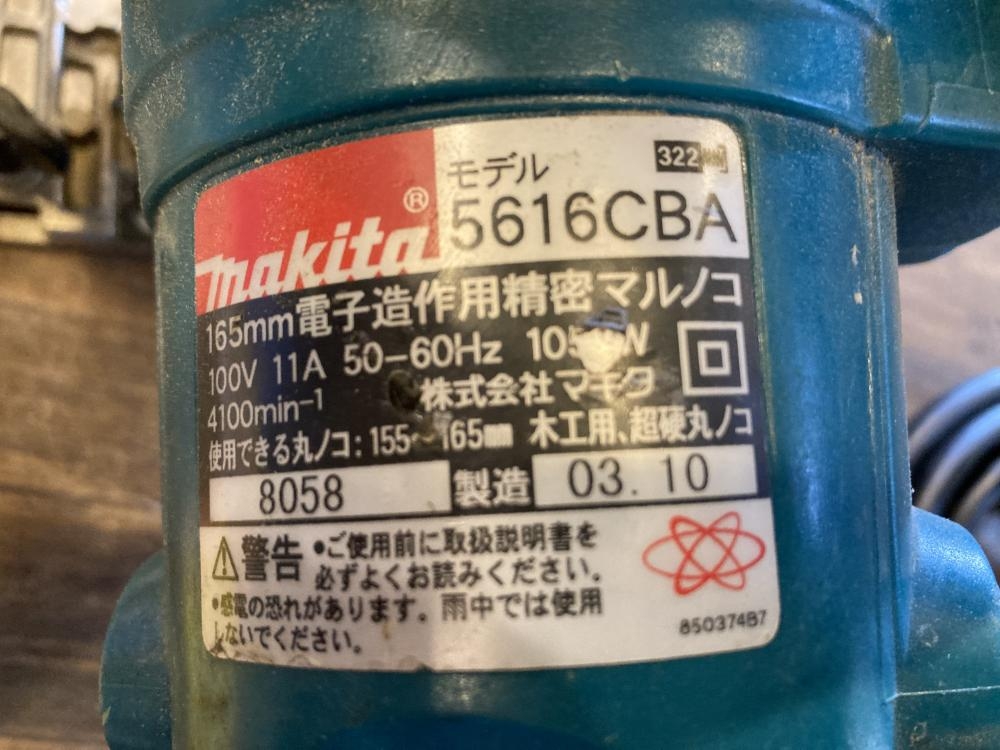 makita®
モデル
322
5616CBA
165mm電子造作用精密マルノコ
100V 11A 50-60Hz
4100min-1 株式会社マキタ
使用できる丸ノコ: 155 165mm 木工用、超硬丸ノコ
8058 製造 03.10
警告 •ご使用前に取扱説明書を
必ずよくお読みください。
•感電の恐れがあります。雨中では使用
しないでください。
850374B7